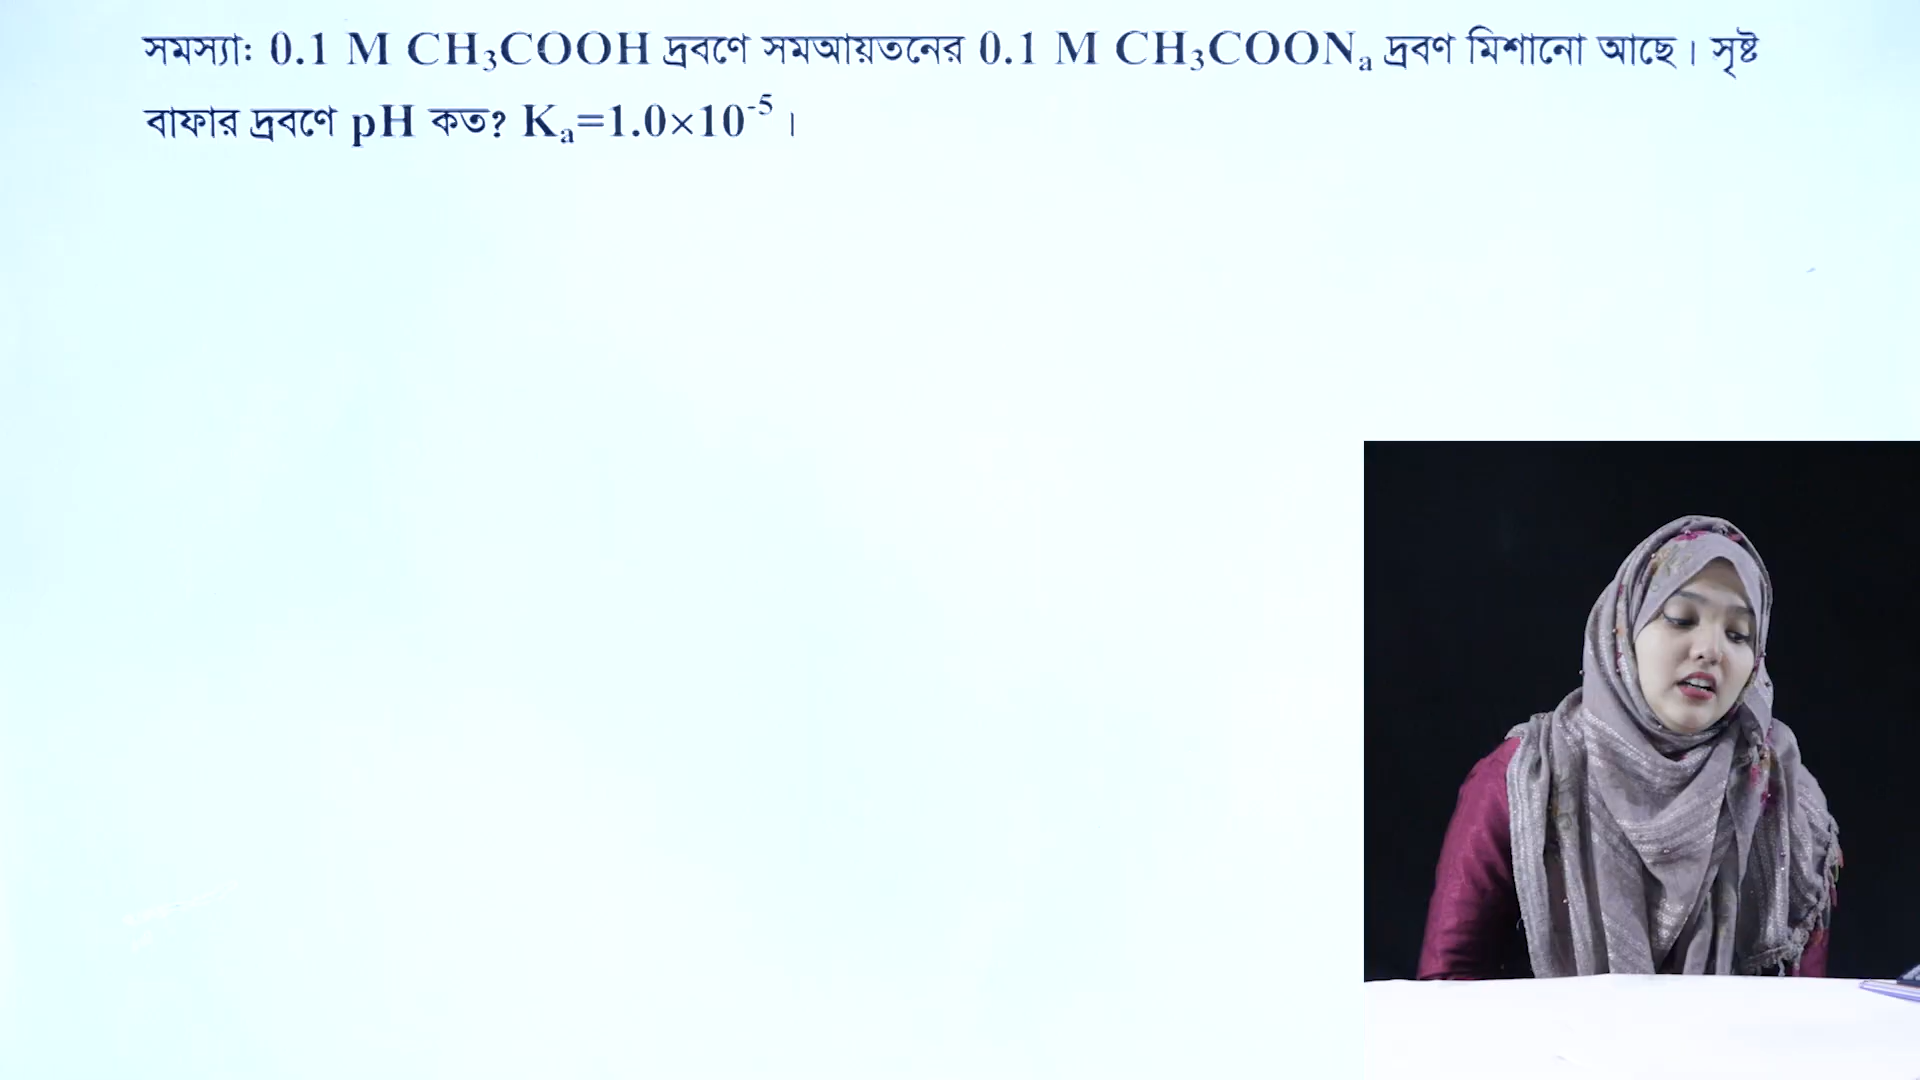 সমস্যাঃ 0.1 M CH₃COOH দ্রবণে সমআয়তনের 0.1 M CH₃COONₐ দ্রবণ মিশানো আছে। সৃষ্ট
বাফার দ্রবণে pH কত? Kₐ=1.0×10⁻⁵।